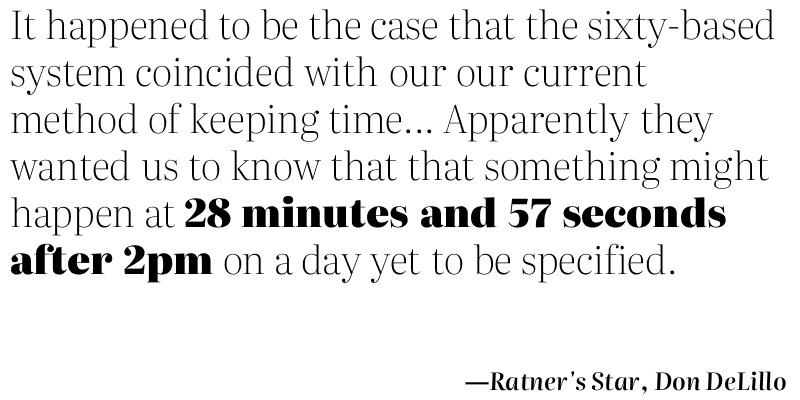 It happened to be the case that the sixty-based
system coincided with our our current
method of keeping time... Apparently they
wanted us to know that that something might
happen at 28 minutes and 57 seconds
after 2pm on a day yet to be specified.
—Ratner's Star, Don DeLillo